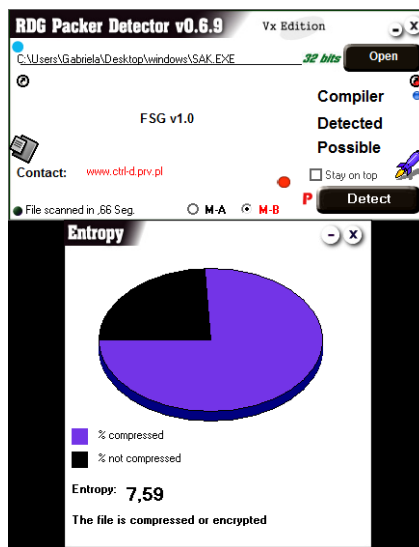 RDG Packer Detector v0.6.9 Vx Edition - X
C:\Users\Gabriela\Desktop\windows\SAK.EXE 32 bits Open
Compiler
FSG v1.0 Detected
Possible
Contact: www.ctrl-d.prv.pl Stay on top
File scanned in ,66 Seg. M-A M-B P Detect
Entropy - X
% compressed
% not compressed
Entropy: 7,59
The file is compressed or encrypted